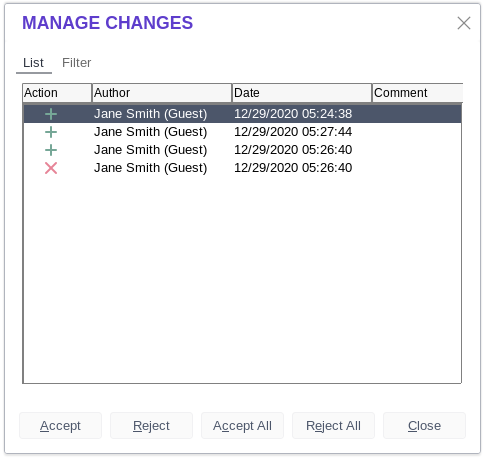 MANAGE CHANGES
List Filter
Action Author Date Comment
Jane Smith (Guest) 12/29/2020 05:24:38
Jane Smith (Guest) 12/29/2020 05:27:44
Jane Smith (Guest) 12/29/2020 05:26:40
Jane Smith (Guest) 12/29/2020 05:26:40
Accept Reject Accept All Reject All Close